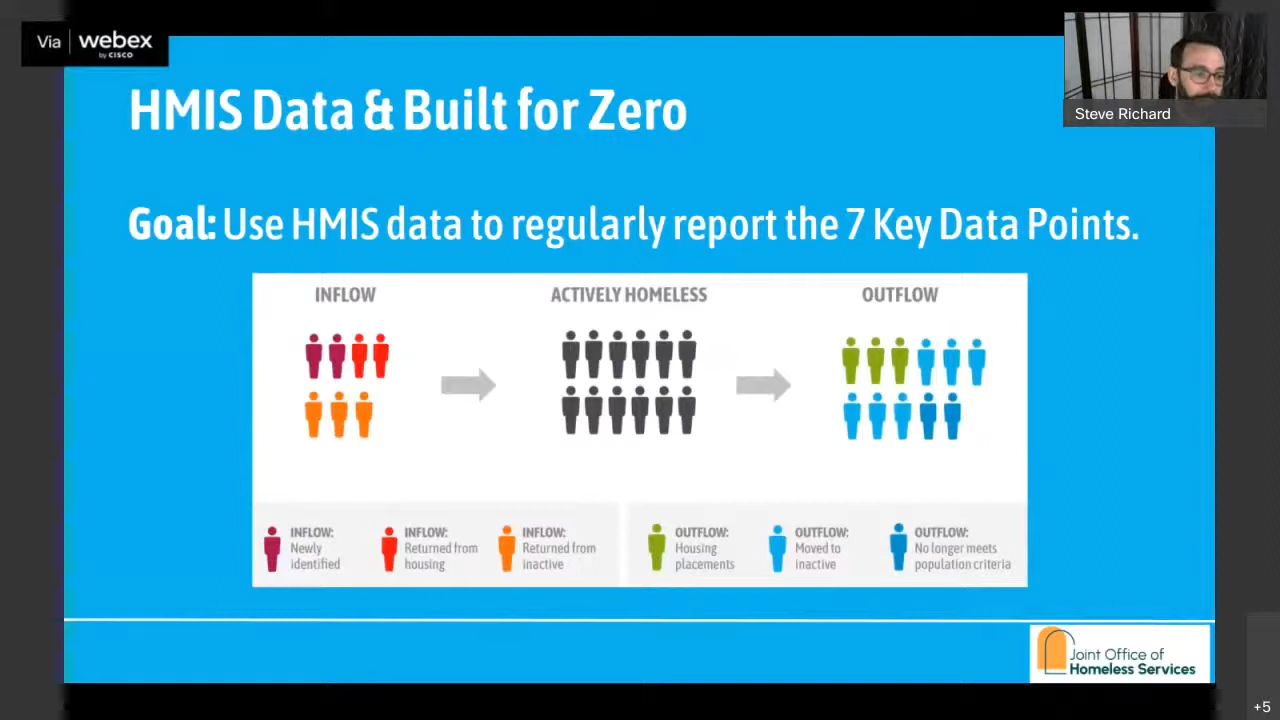 Via webex
by CISCO
Steve Richard
HMIS Data & Built for Zero
Goal: Use HMIS data to regularly report the 7 Key Data Points.
INFLOW
ACTIVELY HOMELESS
OUTFLOW
INFLOW:
Newly
identified
INFLOW:
Returned from
housing
INFLOW:
Returned from
inactive
OUTFLOW:
Housing
placements
OUTFLOW:
Moved to
inactive
OUTFLOW:
No longer meets
population criteria
Joint Office of
Homeless Services
+5